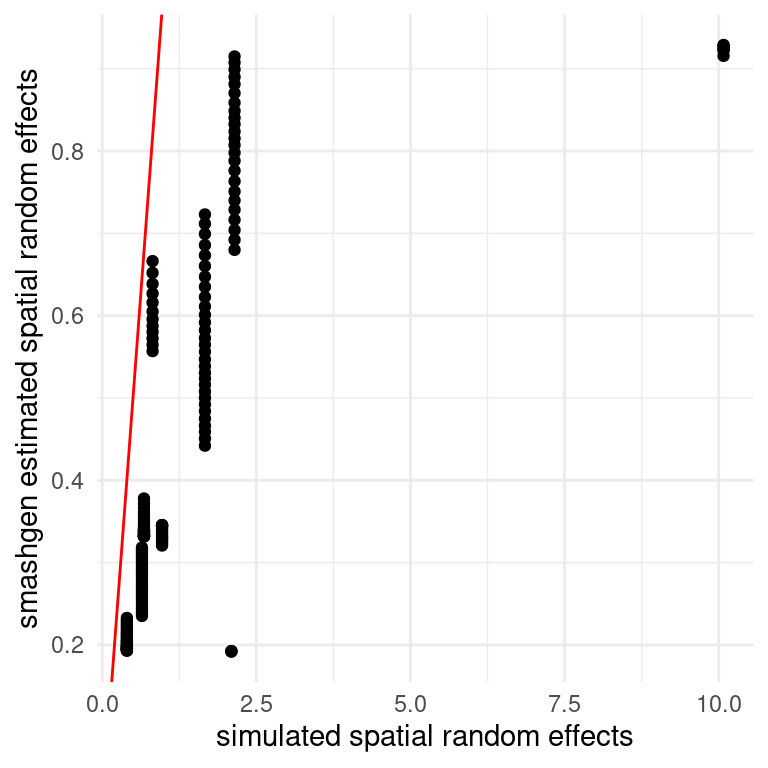 smashgen estimated spatial random effects
0.8
0.6
0.4
0.2
0.0 2.5 5.0 7.5 10.0
simulated spatial random effects